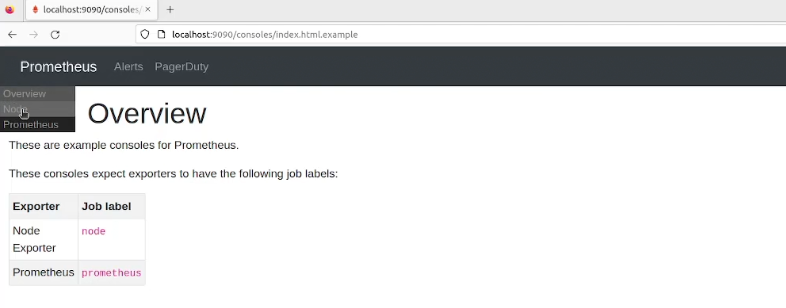 localhost:9090/consoles/
localhost:9090/consoles/index.html.example
Prometheus Alerts PagerDuty
Overview
Node
Prometheus
Overview
These are example consoles for Prometheus.
These consoles expect exporters to have the following job labels:
Exporter Job label
Node
Exporter
node
Prometheus prometheus